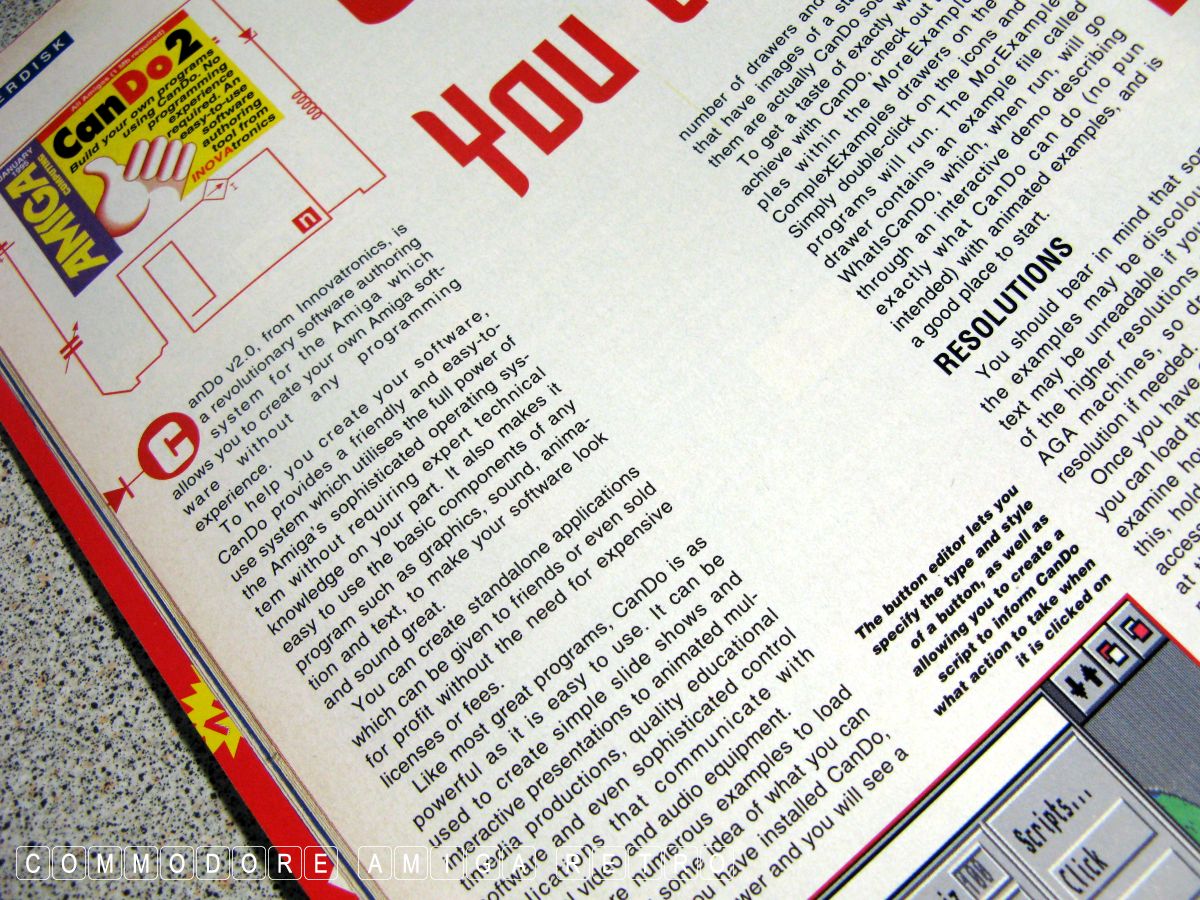 ERDISK
All Amigas (1 Mb required)
CanDo2
Build your own programs
using CanDo. No
programming
experience
required. An
easy-to-use
software
authoring
tool from
INOVAtronics
JANUARY
1995
AMIGA
COMPUTING
YOU
CanDo v2.0, from Innovatronics, is
a revolutionary software authoring
system for the Amiga which
allows you to create your own Amiga soft-
ware without any programming
experience.
To help you create your software,
CanDo provides a friendly and easy-to-
use system which utilises the full power of
the Amiga's sophisticated operating sys-
tem without requiring expert technical
knowledge on your part. It also makes it
easy to use the basic components of any
program such as graphics, sound, anima-
tion and text, to make your software look
and sound great.
You can create standalone applications
which can be given to friends or even sold
for profit without the need for expensive
licenses or fees.
Like most great programs, CanDo is as
powerful as it is easy to use. It can be
used to create simple slide shows and
interactive presentations to animated mul-
timedia productions, quality educational
software and even sophisticated control
applications that communicate with
video and audio equipment.
are numerous examples to load
some idea of what you can
you have installed CanDo,
and you will see a
number of drawers and
that have images of a
them are actually CanDo
To get a taste of exactly
achieve with CanDo, check out
ples within the MoreExamples
ComplexExamples drawers on the
Simply double-click on the icons and
programs will run. The MorExample
drawer contains an example file called
WhatIsCanDo, which, when run, will go
through an interactive demo describing
exactly what CanDo can do (no pun
intended) with animated examples, and is
a good place to start.
RESOLUTIONS
You should bear in mind that
the examples may be
text may be unreadable if
of the higher resolutions
AGA machines, so
resolution if needed.
Once you have
you can load
examine
this, hold
access
at
The button editor lets you
specify the type and style
of a button, as well as
allowing you to create a
script to inform CanDo
what action to take when
it is clicked on
Scripts...
Click
COMMODORE AMIGA RETRO